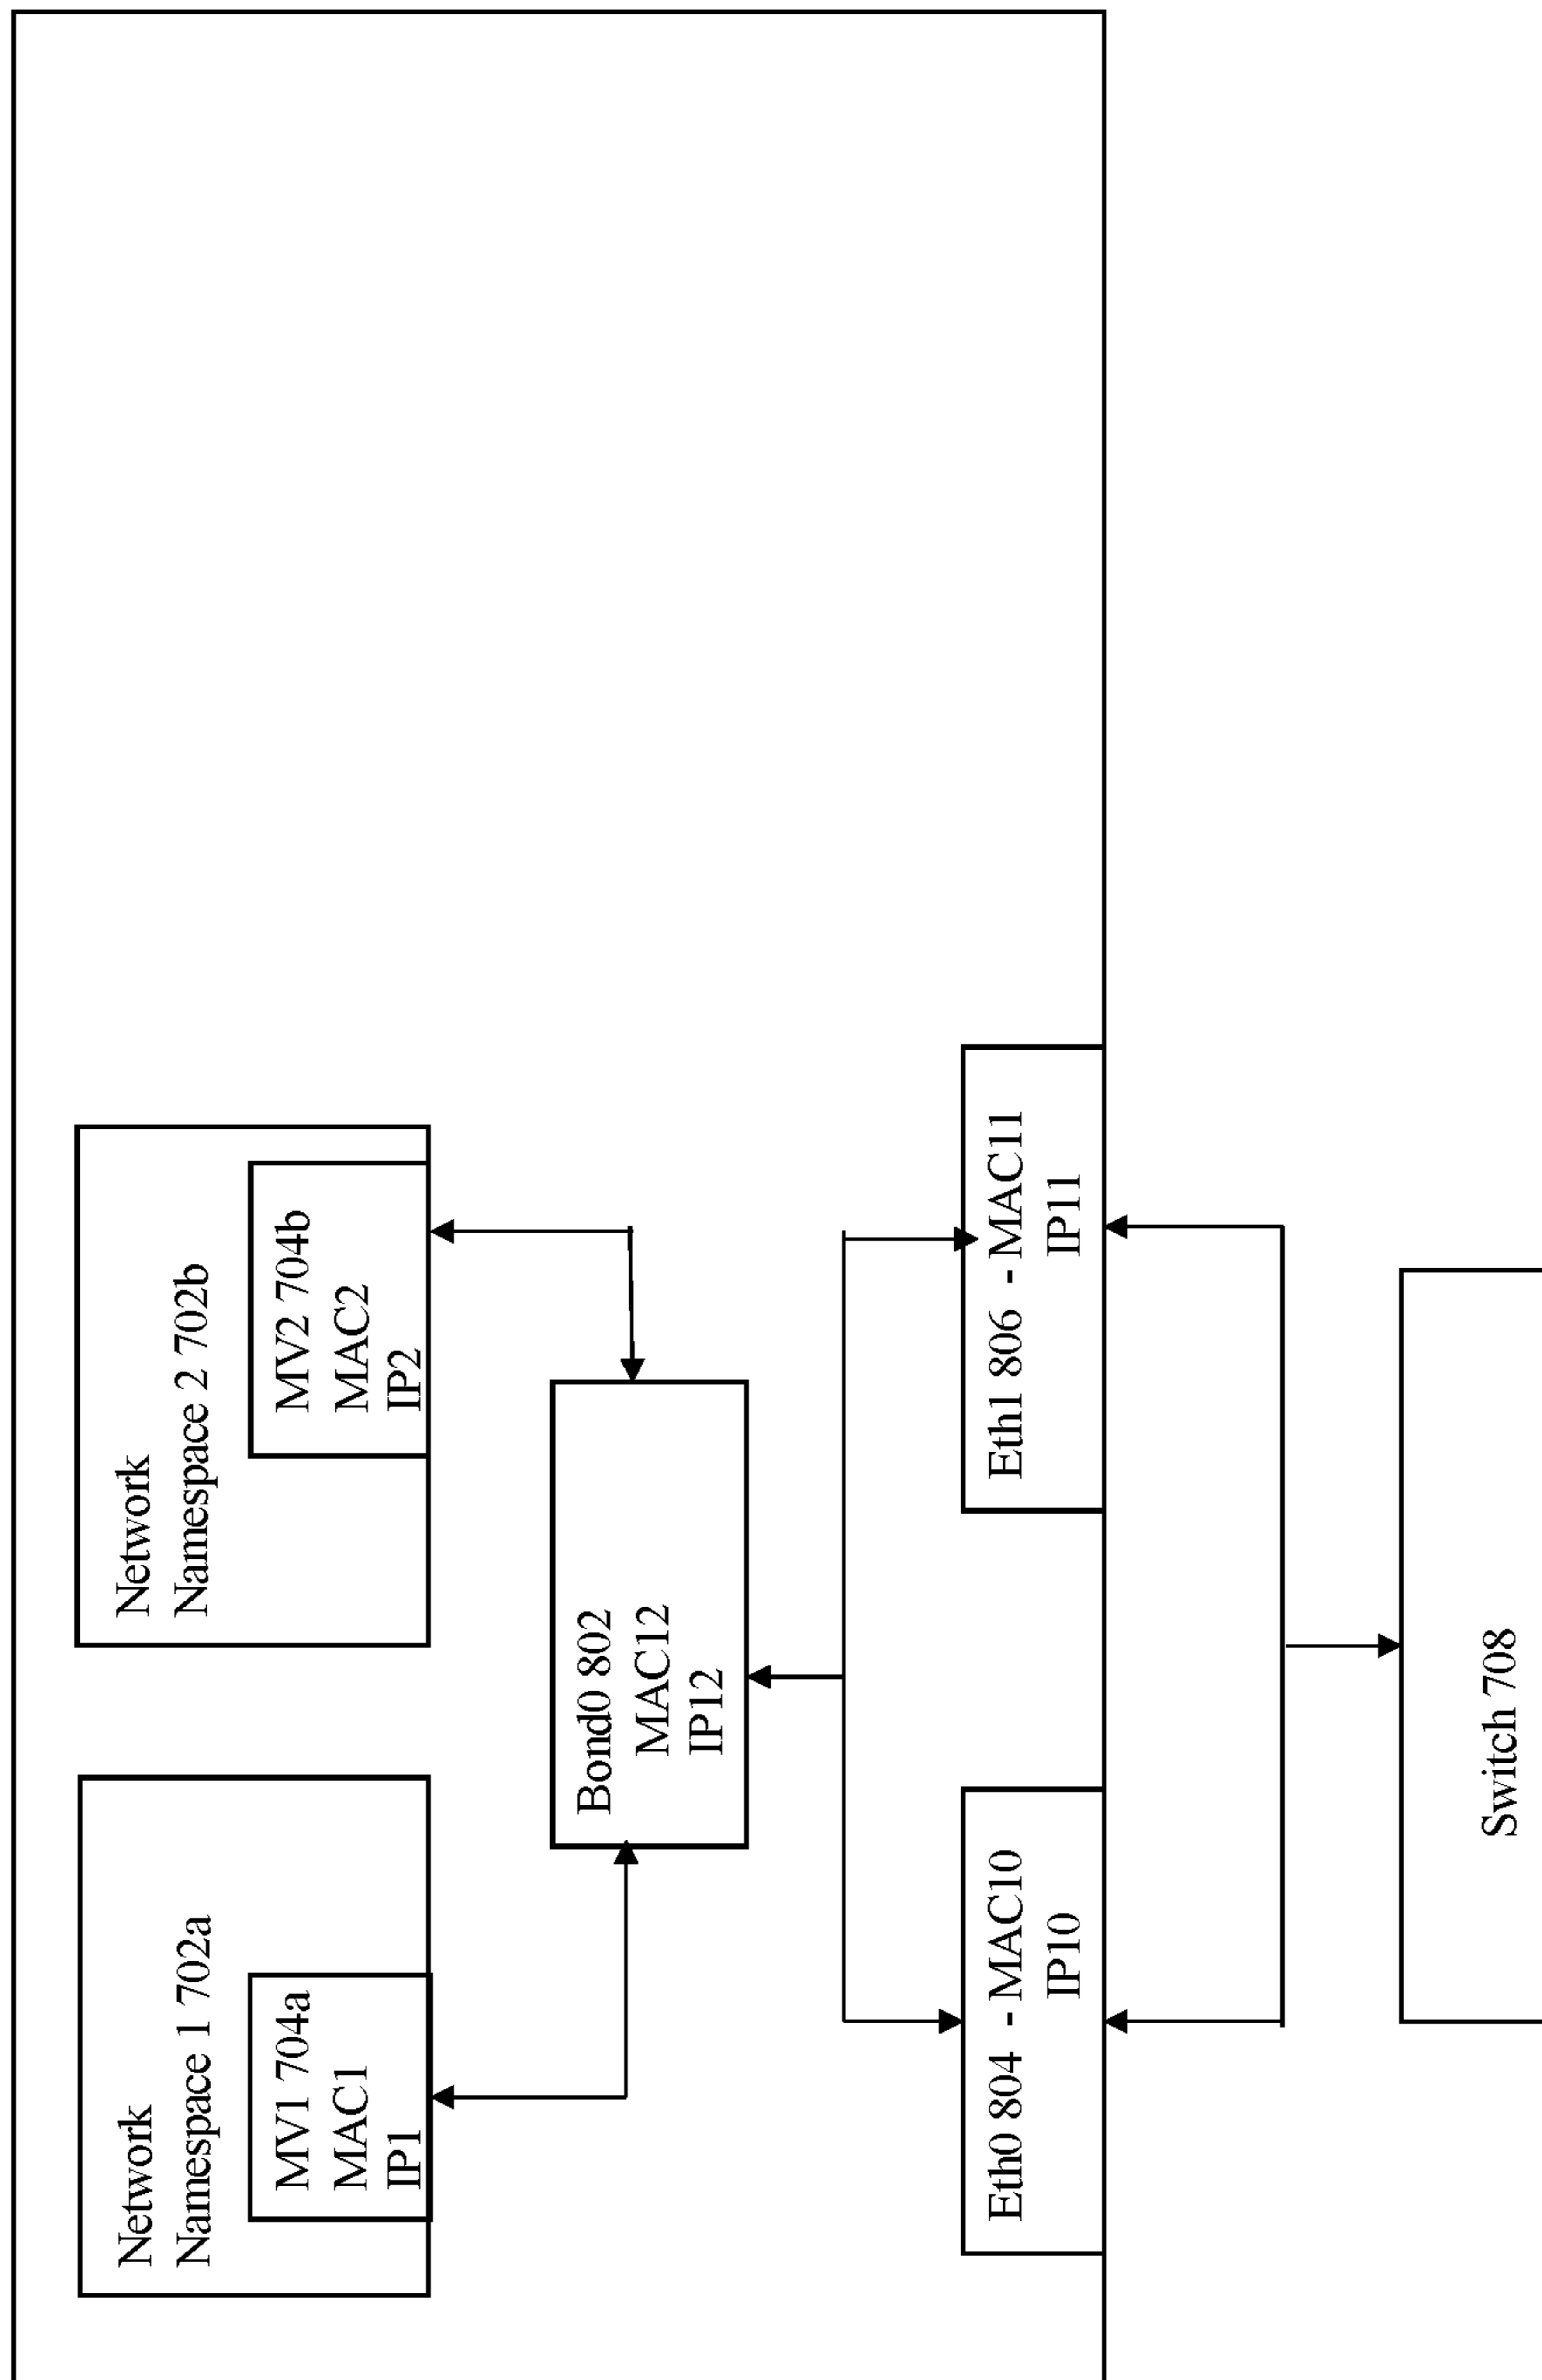 Network
Namespace 1 702a
MV1 704a
MAC1
IP1
Network
Namespace 2 702b
MV2 704b
MAC2
IP2
Bond0 802
MAC12
IP12
Eth0 804 - MAC10
IP10
Eth1 806 - MAC11
IP11
Switch 708